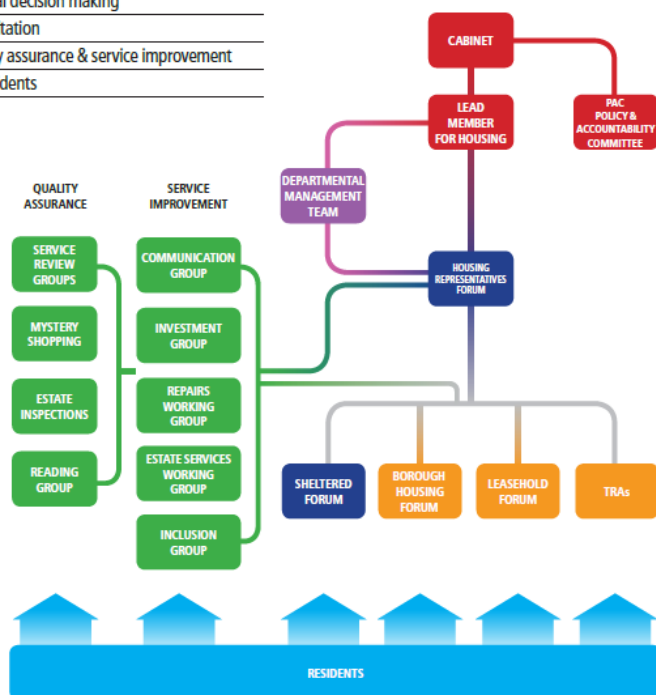 decision making
tation
assurance & service improvement
dents
CABINET
LEAD
MEMBER
FOR HOUSING
PAC
POLICY &
ACCOUNTABILITY
COMMITTEE
DEPARTMENTAL
MANAGEMENT
TEAM
HOUSING
REPRESENTATIVES
FORUM
QUALITY
ASSURANCE
SERVICE
REVIEW
GROUPS
MYSTERY
SHOPPING
ESTATE
INSPECTIONS
READING
GROUP
SERVICE
IMPROVEMENT
COMMUNICATION
GROUP
INVESTMENT
GROUP
REPAIRS
WORKING
GROUP
ESTATE SERVICES
WORKING
GROUP
INCLUSION
GROUP
SHELTERED
FORUM
BOROUGH
HOUSING
FORUM
LEASEHOLD
FORUM
TRAs
RESIDENTS